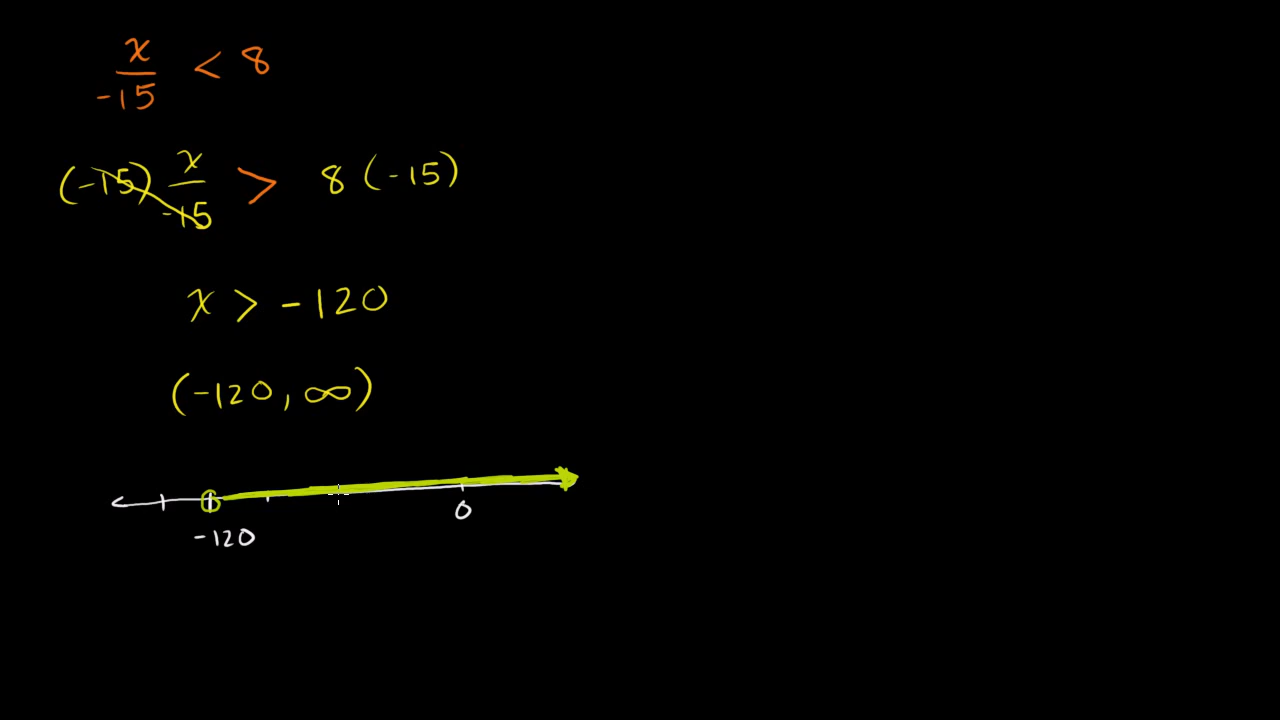 x/-15 < 8
(-15) x/-15 > 8 (-15)
x > -120
(-120, ∞)
0
-120